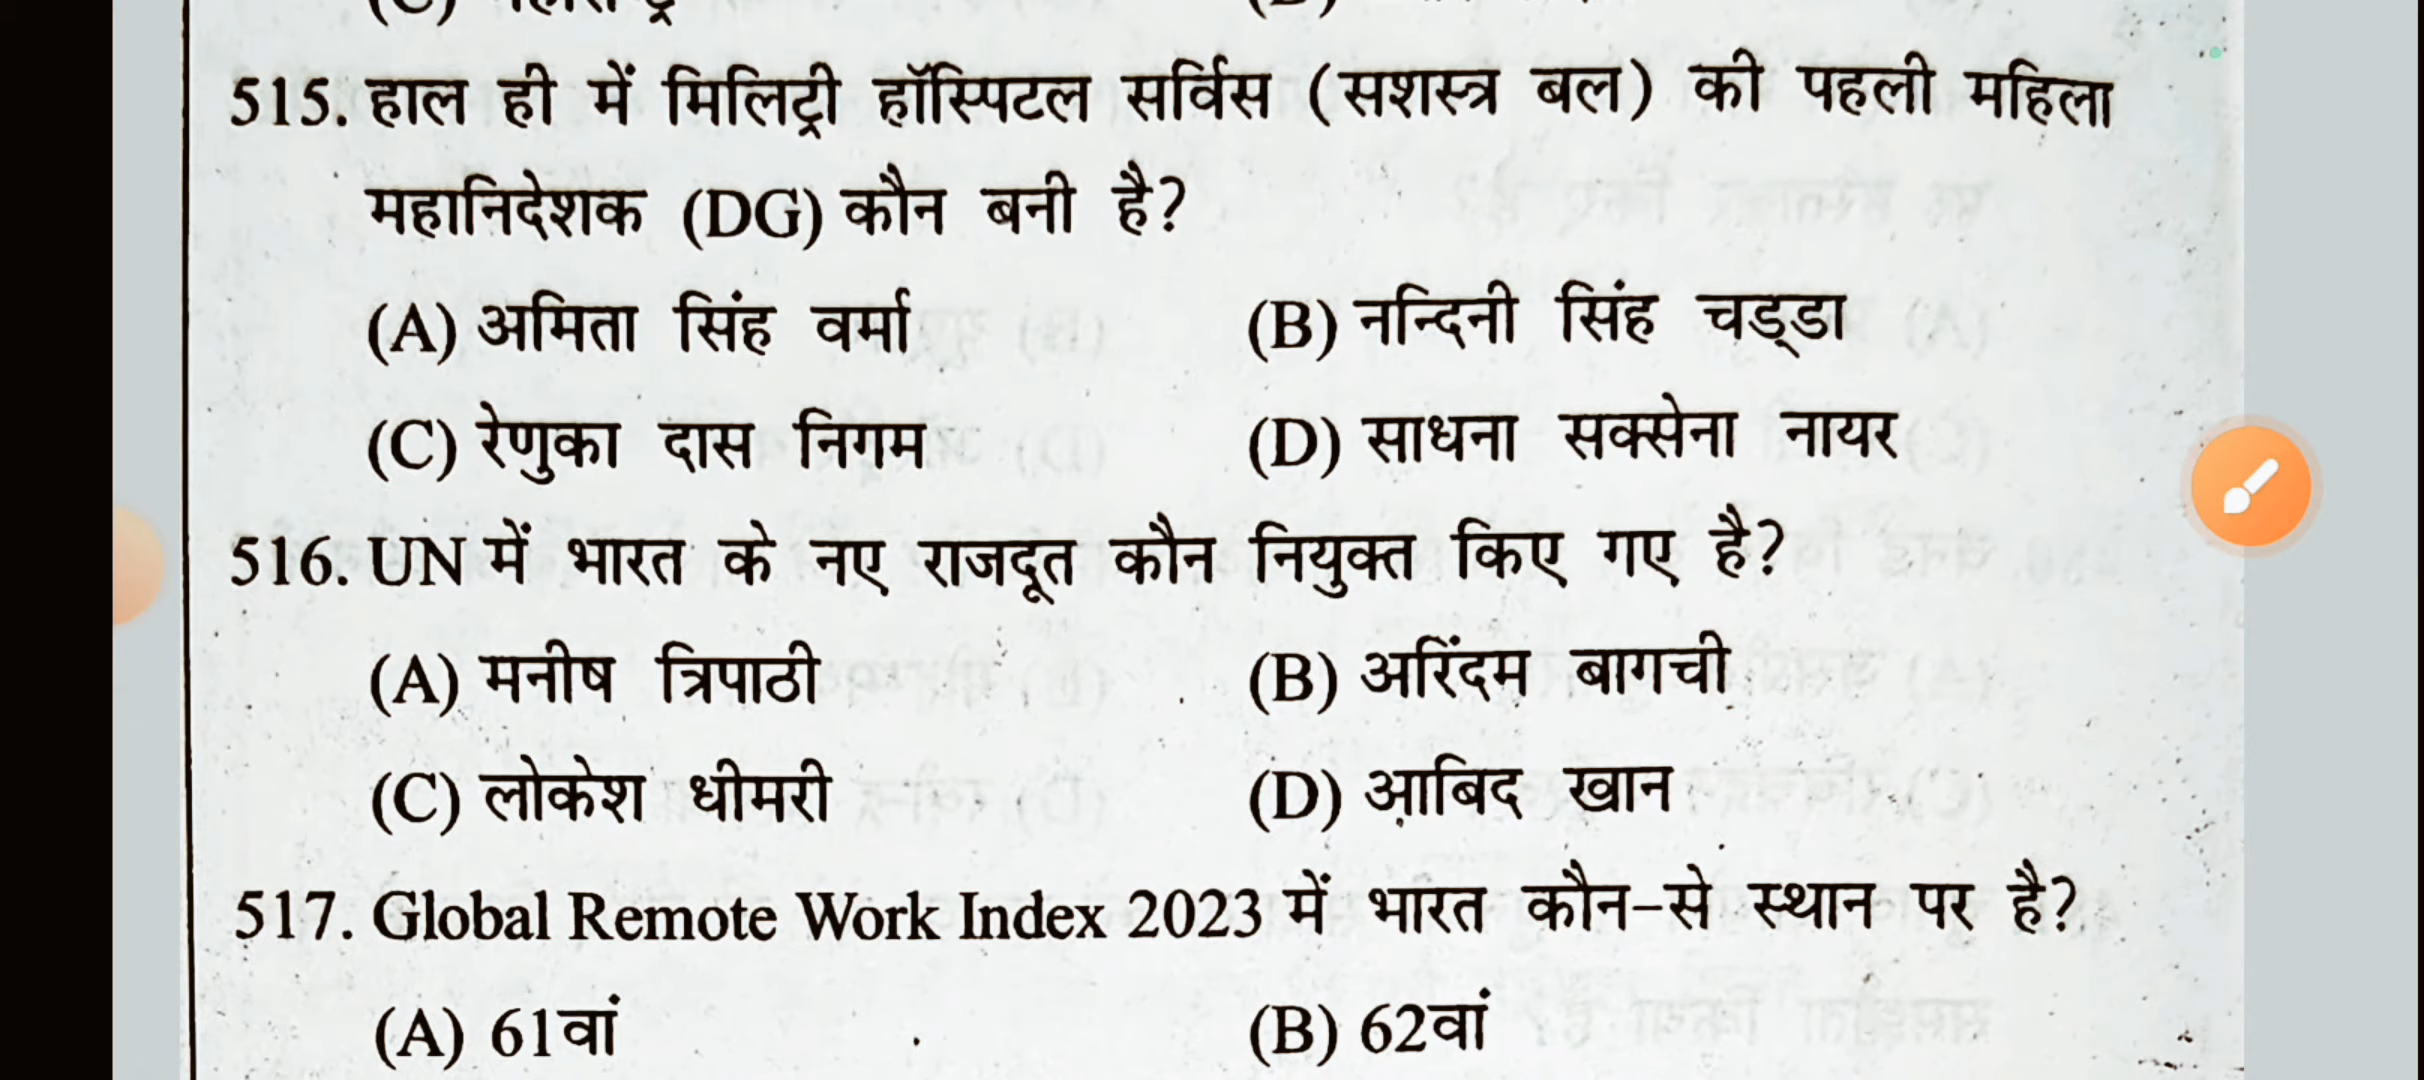 515. हाल ही में मिलिट्री हॉस्पिटल सर्विस (सशस्त्र बल) की पहली महिला
महानिदेशक (DG) कौन बनी है?
(A) अमिता सिंह वर्मा (B) नन्दिनी सिंह चड्डा
(C) रेणुका दास निगम (D) साधना सक्सेना नायर
516. UN में भारत के नए राजदूत कौन नियुक्त किए गए है?
(A) मनीष त्रिपाठी (B) अरिंदम बागची
(C) लोकेश धीमरी (D) आबिद खान
517. Global Remote Work Index 2023 में भारत कौन-से स्थान पर है?
(A) 61वां (B) 62वां